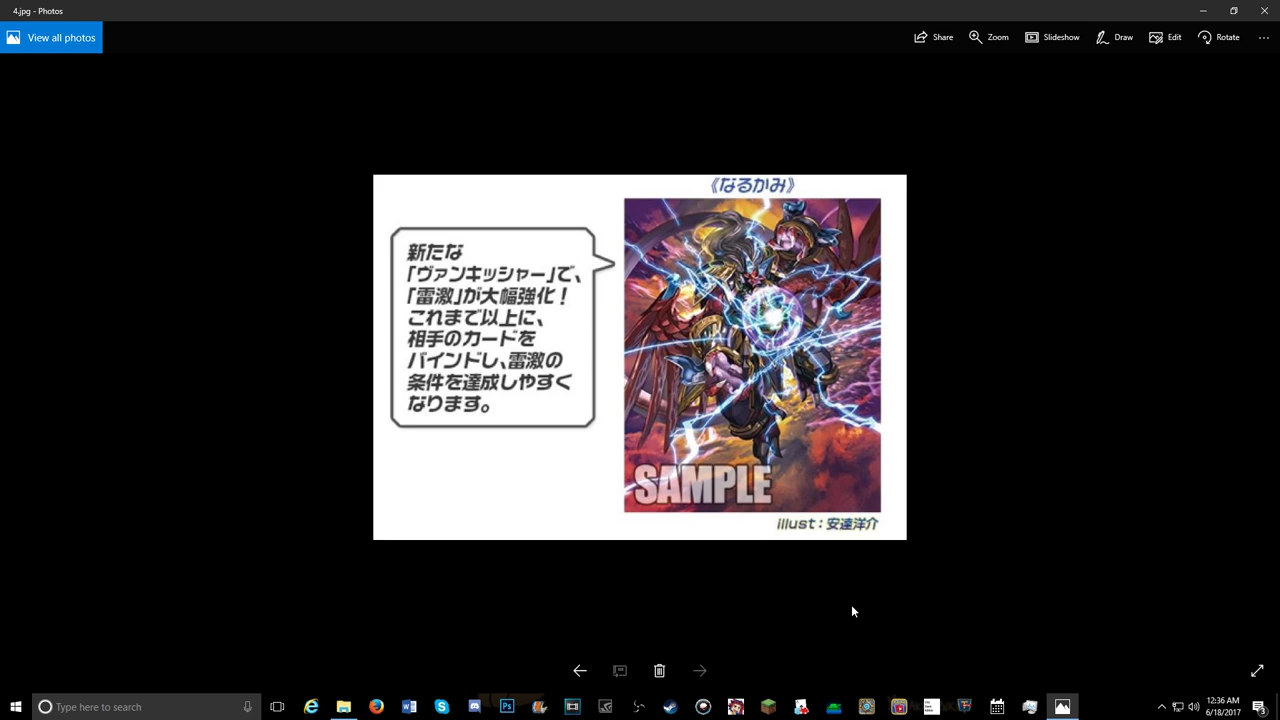 4.jpg - Photos
View all photos
Share
Zoom
Slideshow
Draw
Edit
Rotate
《なるかみ》
新たな
「ヴァンキッシャー」で、
「雷激」が大幅強化！
これまで以上に、
相手のカードを
バインドし、雷激の
条件を達成しやすく
なります。
SAMPLE
illust：安達洋介
Type here to search
12:36 AM
6/18/2017